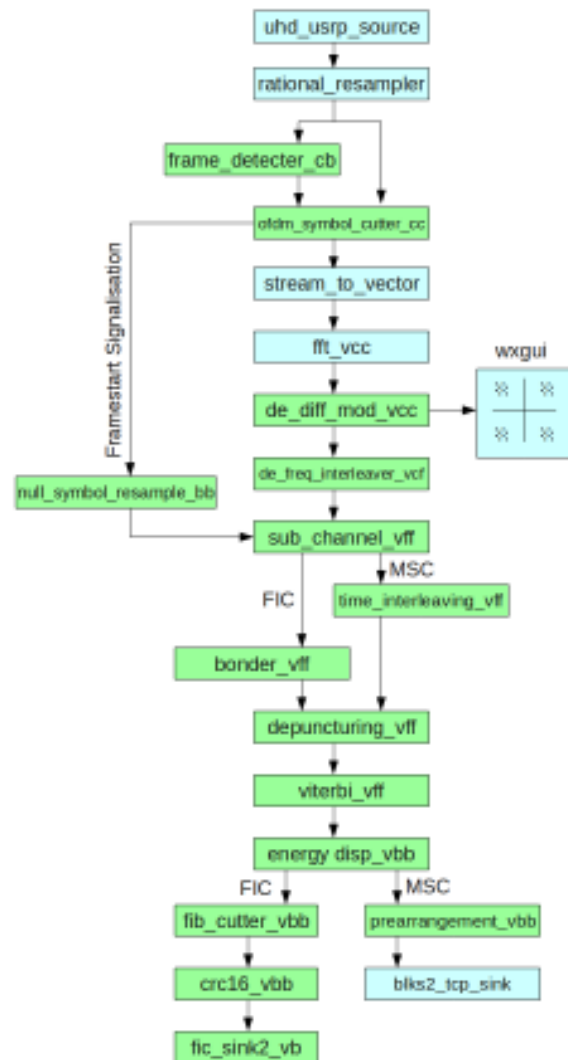 uhd_usrp_source
rational_resampler
frame_detecter_cb
ofdm_symbol_cutter_cc
Framestart Signalisation
stream_to_vector
fft_vcc
wxgui
de_diff_mod_vcc
de_freq_interleaver_vcf
null_symbol_resample_bb
sub_channel_vff
FIC
MSC
time_interleaving_vff
bonder_vff
depuncturing_vff
viterbi_vff
energy disp_vbb
FIC
MSC
fib_cutter_vbb
prearrangement_vbb
crc16_vbb
blks2_tcp_sink
fic_sink2_vb